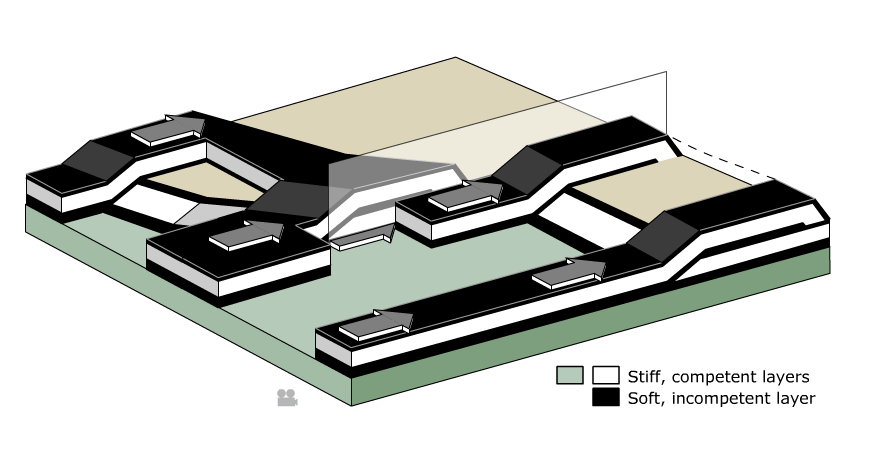 Stiff, competent layers
Soft, incompetent layer